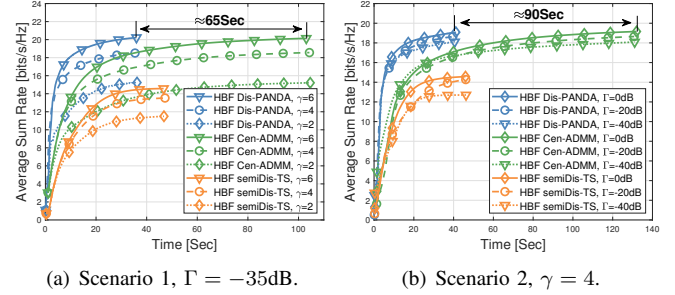 ≈65Sec
Average Sum Rate [bits/s/Hz]
24
22
20
18
16
14
12
10
8
6
4
2
0
HBF Dis-PANDA, γ=6
HBF Dis-PANDA, γ=4
HBF Dis-PANDA, γ=2
HBF Cen-ADMM, γ=6
HBF Cen-ADMM, γ=4
HBF Cen-ADMM, γ=2
HBF semiDis-TS, γ=6
HBF semiDis-TS, γ=4
HBF semiDis-TS, γ=2
0 20 40 60 80 100
Time [Sec]
(a) Scenario 1, Γ = −35dB.
≈90Sec
Average Sum Rate [bits/s/Hz]
22
20
18
16
14
12
10
8
6
4
2
0
HBF Dis-PANDA, Γ=0dB
HBF Dis-PANDA, Γ=-20dB
HBF Dis-PANDA, Γ=-40dB
HBF Cen-ADMM, Γ=0dB
HBF Cen-ADMM, Γ=-20dB
HBF Cen-ADMM, Γ=-40dB
HBF semiDis-TS, Γ=0dB
HBF semiDis-TS, Γ=-20dB
HBF semiDis-TS, Γ=-40dB
0 20 40 60 80 100 120 140
Time [Sec]
(b) Scenario 2, γ = 4.